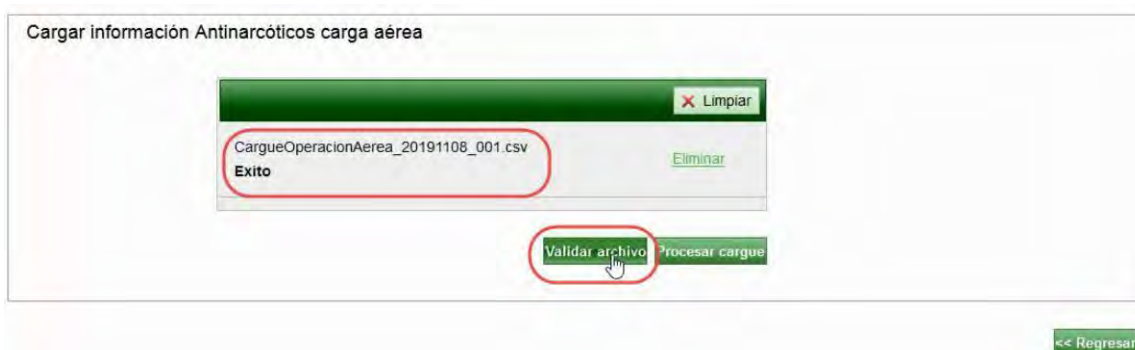 Cargar información Antinarcóticos carga aérea
Limpiar
CargueOperacionAerea_20191108_001.csv
Exito
Eliminar
Validar archivo
Procesar cargue
<< Regresar